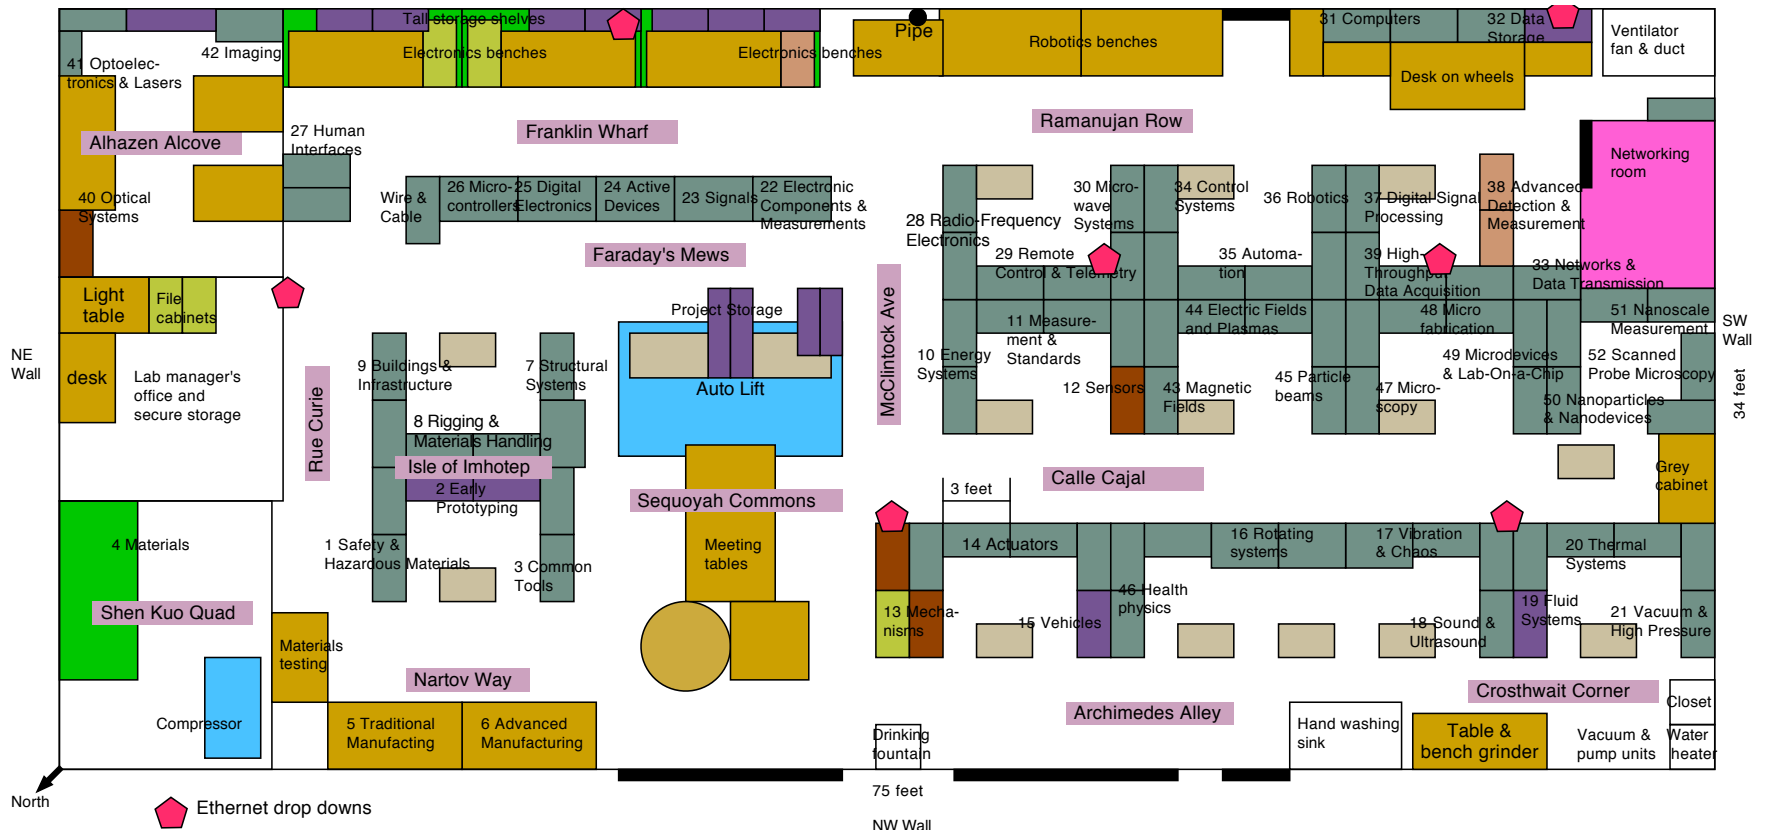 Tall storage shelves
31 Computers
32 Data
Storage
42 Imaging
Electronics benches
Electronics benches
Pipe
Robotics benches
Ventilator
fan & duct
41 Optoelec-
tronics & Lasers
Desk on wheels
Alhazen Alcove
27 Human
Interfaces
Franklin Wharf
Ramanujan Row
Networking
room
40 Optical
Systems
Wire &
Cable
26 Micro-
controllers
25 Digital
Electronics
24 Active
Devices
23 Signals
22 Electronic
Components &
Measurements
28 Radio-Frequency
Electronics
30 Micro-
wave
Systems
34 Control
Systems
36 Robotics
37 Digital Signal
Processing
38 Advanced
Detection &
Measurement
Faraday's Mews
29 Remote
Control & Telemetry
35 Automa-
tion
39 High-
Throughput
Data Acquisition
33 Networks &
Data Transmission
Light
table
File
cabinets
Project Storage
McClintock Ave
11 Measure-
ment &
Standards
44 Electric Fields
and Plasmas
48 Micro
fabrication
51 Nanoscale
Measurement
SW
Wall
NE
Wall
desk
Lab manager's
office and
secure storage
Rue Curie
9 Buildings &
Infrastructure
7 Structural
Systems
Auto Lift
10 Energy
Systems
12 Sensors
43 Magnetic
Fields
45 Particle
beams
47 Micro-
scopy
49 Microdevices
& Lab-On-a-Chip
52 Scanned
Probe Microscopy
50 Nanoparticles
& Nanodevices
34 feet
8 Rigging &
Materials Handling
Isle of Imhotep
2 Early
Prototyping
Sequoyah Commons
3 feet
Calle Cajal
Grey
cabinet
4 Materials
1 Safety &
Hazardous Materials
3 Common
Tools
Meeting
tables
14 Actuators
16 Rotating
systems
17 Vibration
& Chaos
20 Thermal
Systems
Shen Kuo Quad
13 Mecha-
nisms
15 Vehicles
46 Health
physics
18 Sound &
Ultrasound
19 Fluid
Systems
21 Vacuum &
High Pressure
Materials
testing
Nartov Way
Crosthwait Corner
Compressor
5 Traditional
Manufacting
6 Advanced
Manufacturing
Archimedes Alley
Drinking
fountain
Hand washing
sink
Table &
bench grinder
Vacuum &
pump units
Closet
Water
heater
North
Ethernet drop downs
75 feet
NW Wall